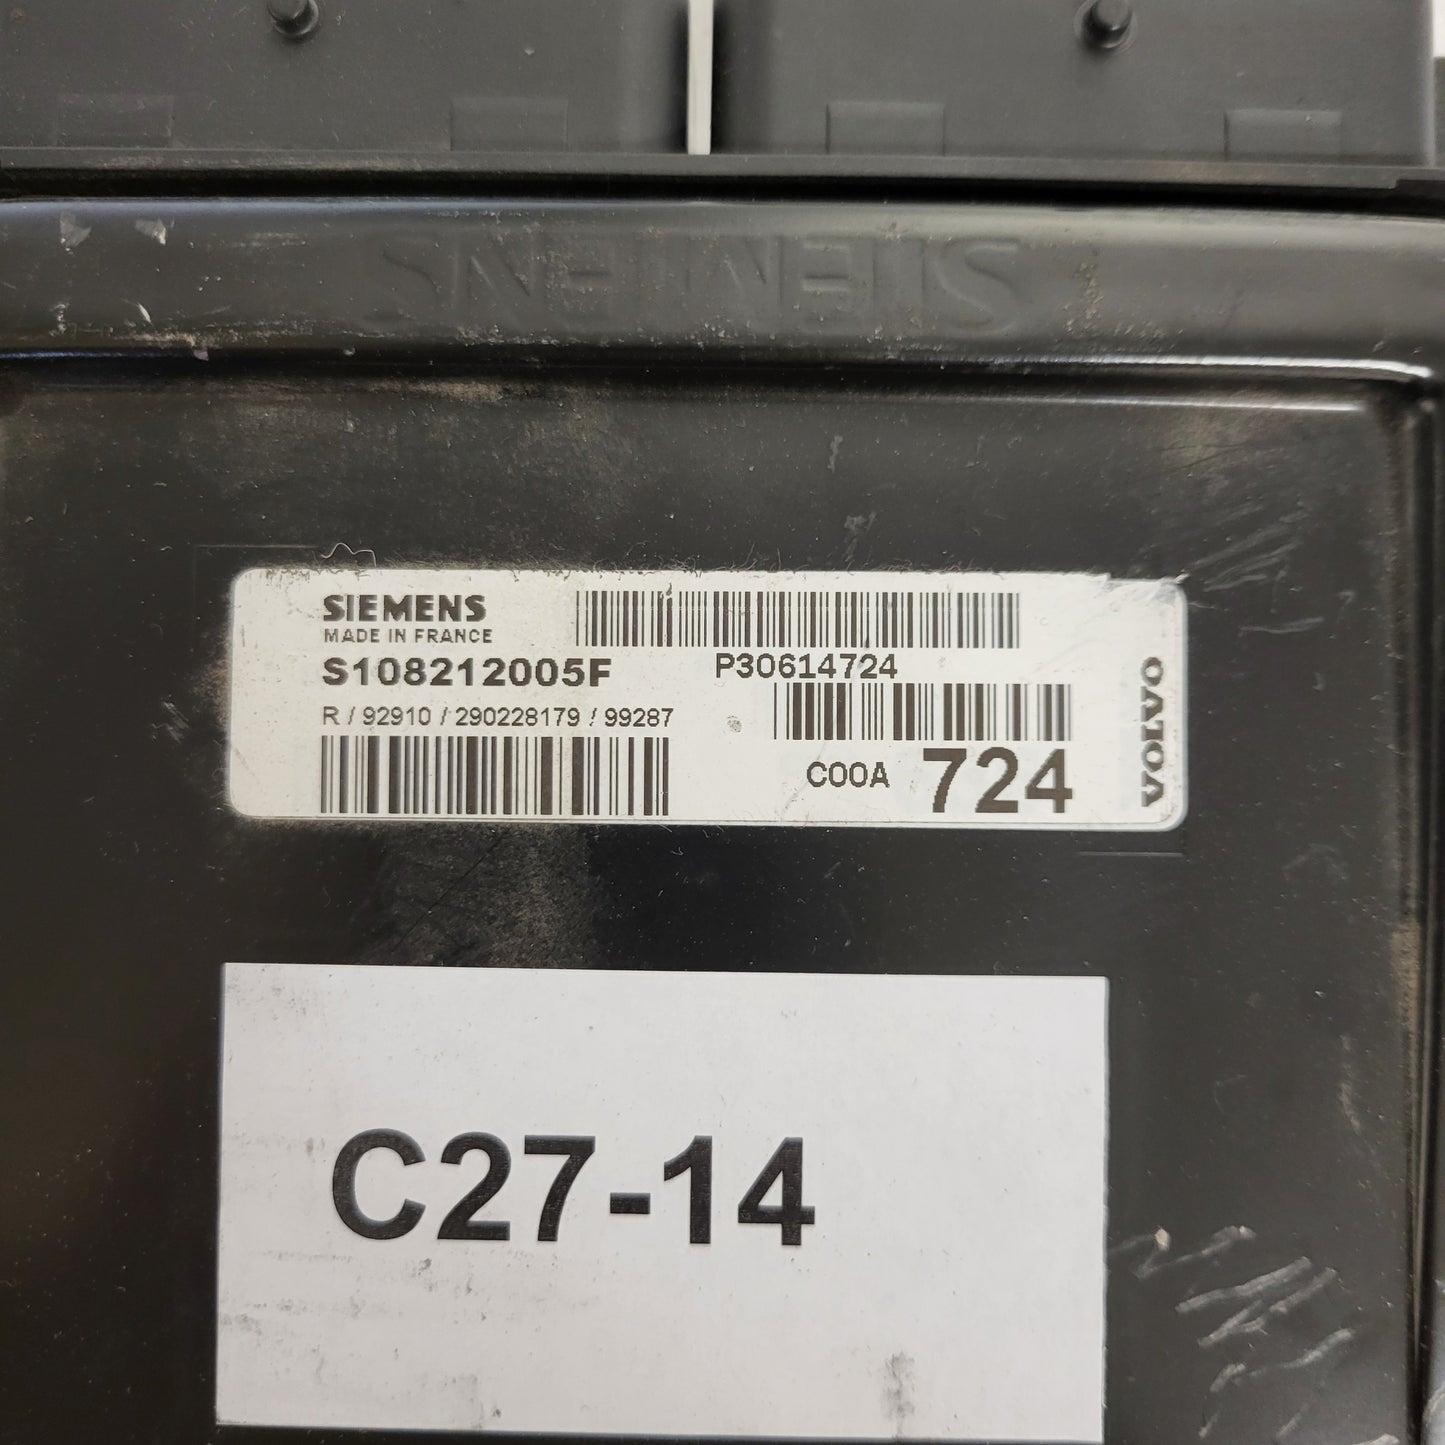 SIEMENS
SIEMENS
MADE IN FRANCE
S108212005F
P30614724
R / 92910 / 290228179 / 99287
C00A 724
VOLVO
C27-14